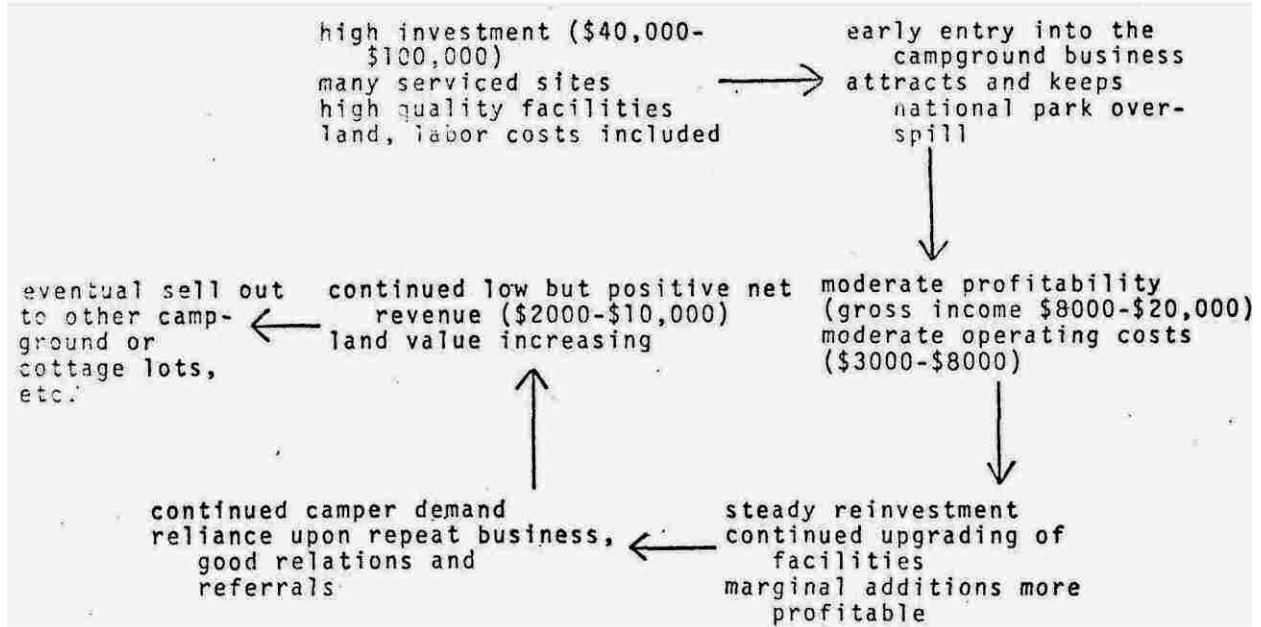 high investment ($40,000-
$100,000)
many serviced sites
high quality facilities
land, labor costs included
early entry into the
campground business
attracts and keeps
national park over-
spill
moderate profitability
(gross income $8000-$20,000)
moderate operating costs
($3000-$8000)
steady reinvestment
continued upgrading of
facilities
marginal additions more
profitable
continued camper demand
reliance upon repeat business,
good relations and
referrals
continued low but positive net
revenue ($2000-$10,000)
land value increasing
eventual sell out
to other camp-
ground or
cottage lots,
etc.